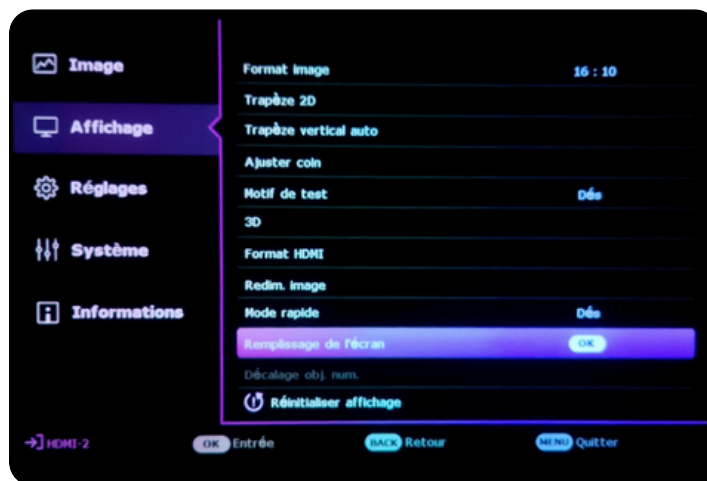 Image
Affichage
Réglages
Système
Informations
Format image 16 : 10
Trapèze 2D
Trapèze vertical auto
Ajuster coin
Motif de test Dés
3D
Format HDMI
Redim. image
Mode rapide Dés
Remplissage de l'écran OK
Décalage obj. num.
Réinitialiser affichage
HDMI-2 OK Entrée BACK Retour MENU Quitter